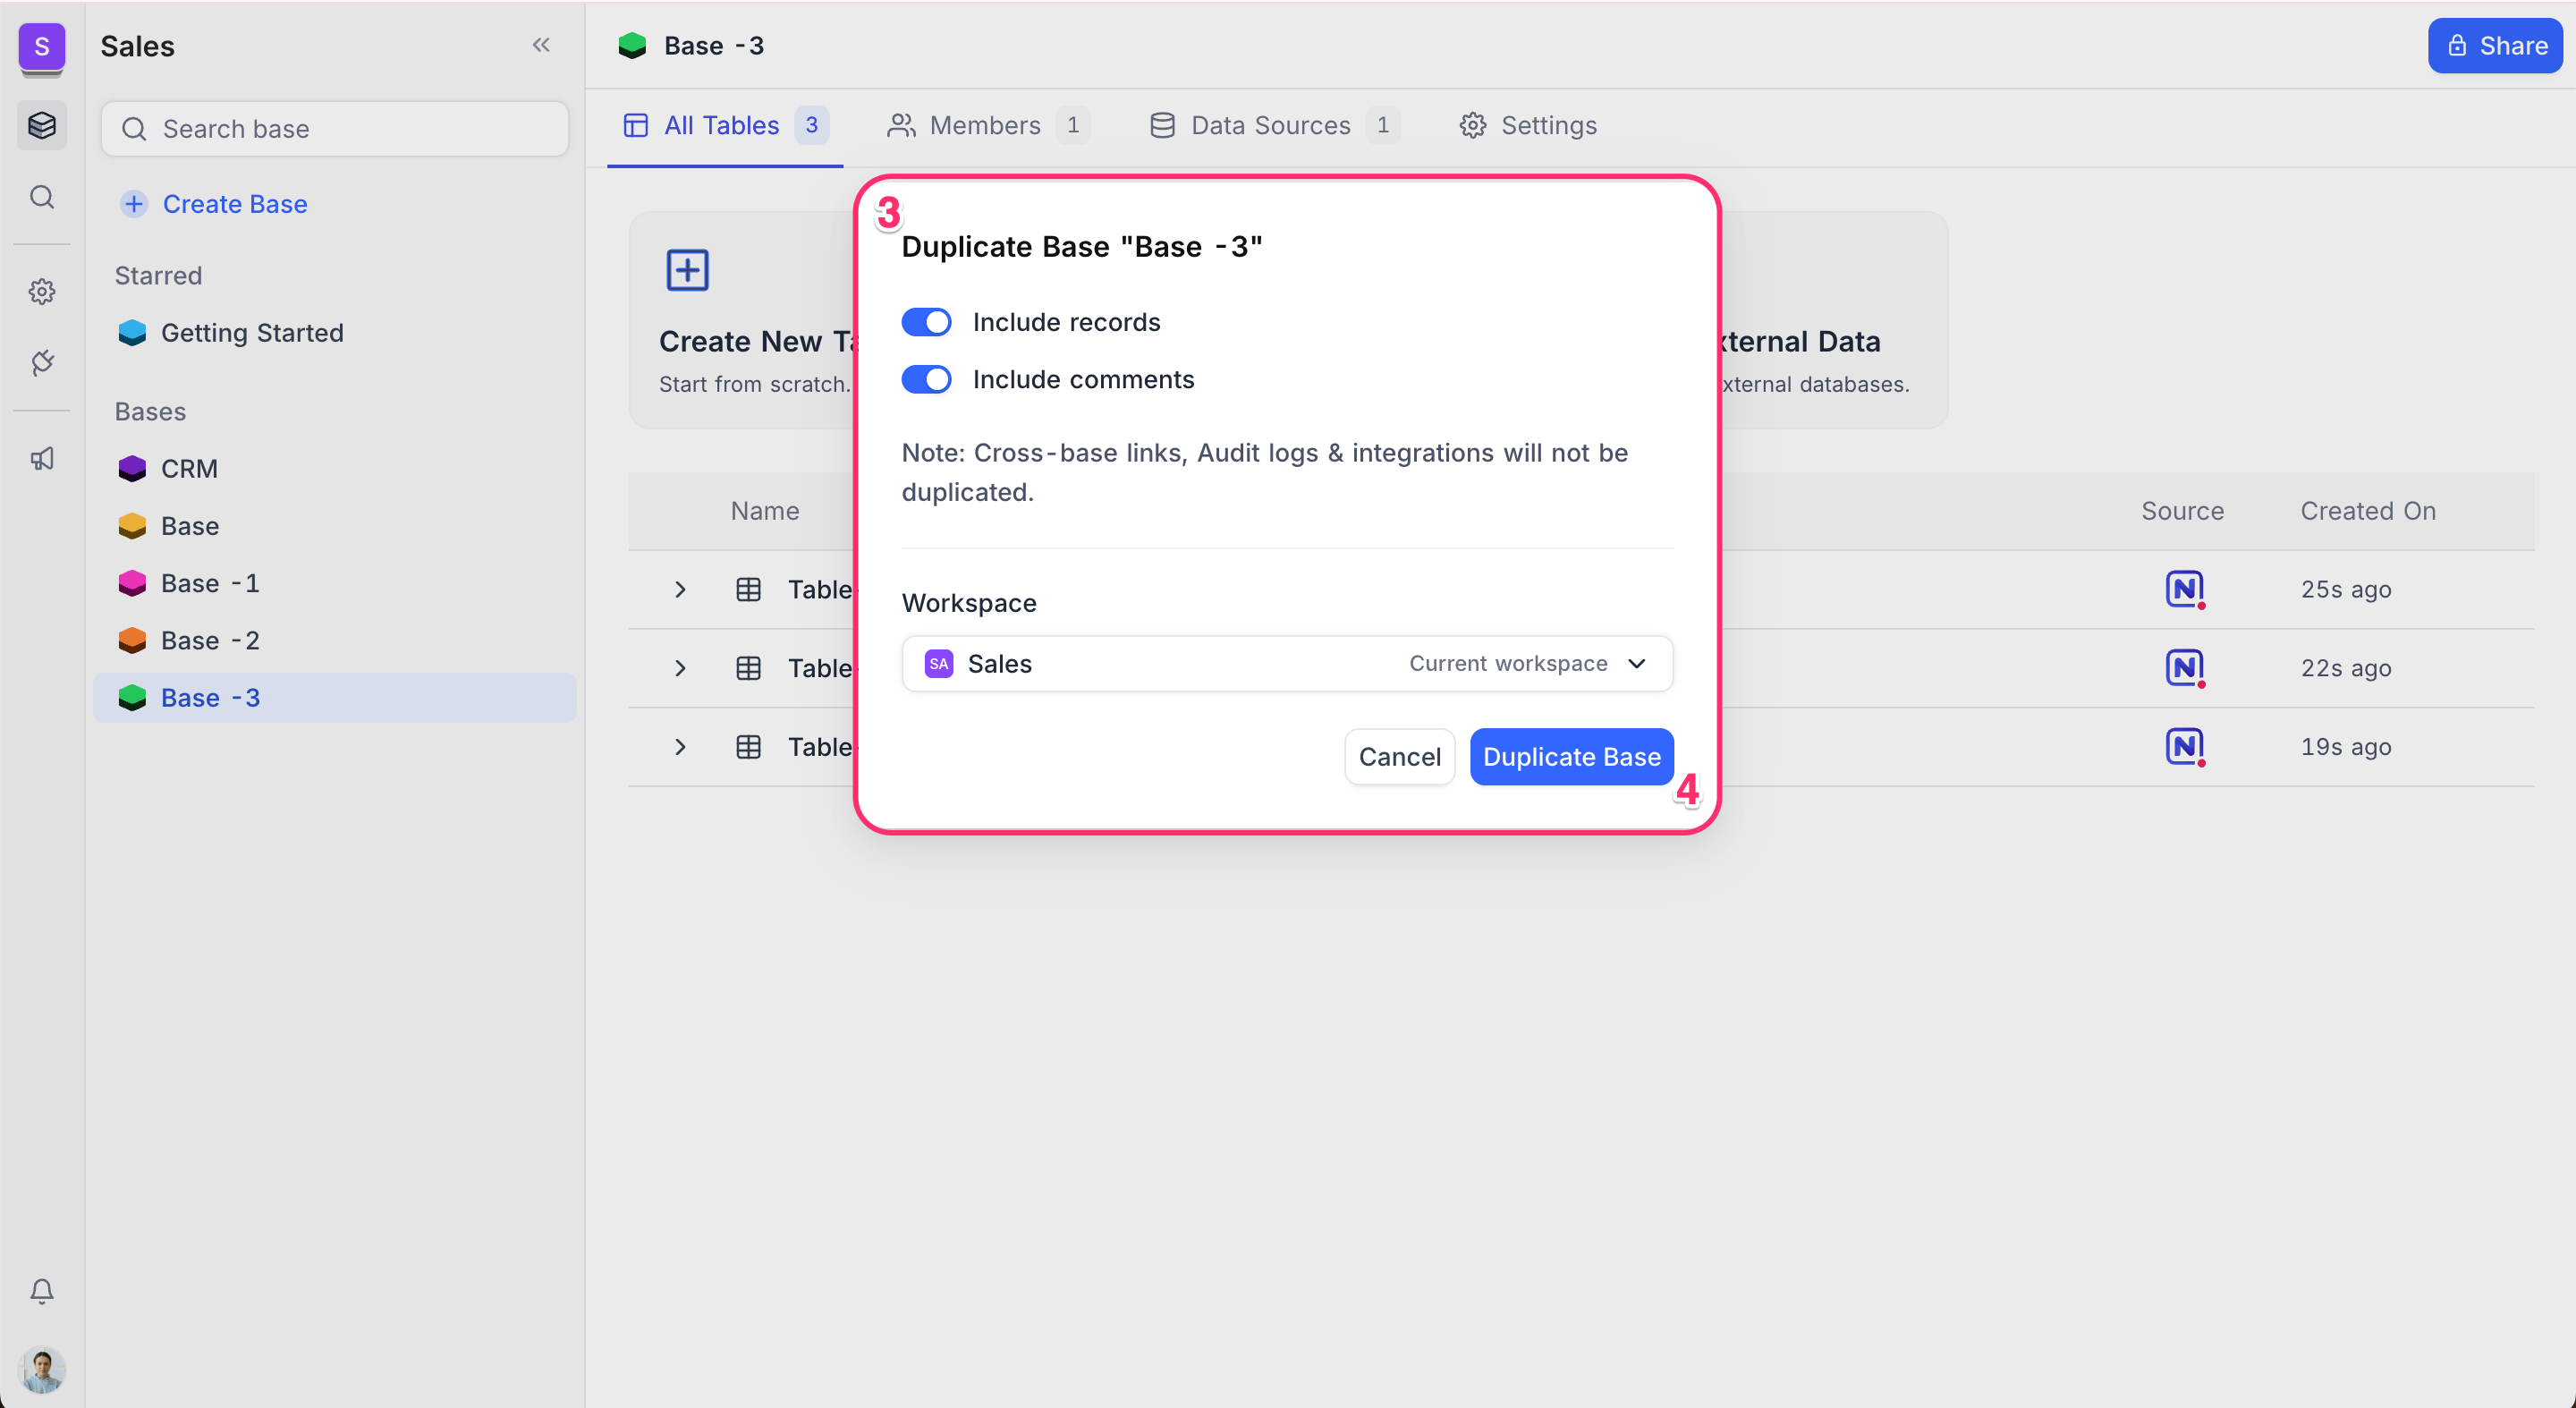 S
Sales
Search base
Create Base
Starred
Getting Started
Bases
CRM
Base
Base -1
Base -2
Base -3
Base -3
Share
All Tables 3
Members 1
Data Sources 1
Settings
Create New Ta
Start from scratch.
xternal Data
xternal databases.
Name
Source
Created On
Table-
N
25s ago
Table-
N
22s ago
Table-
N
19s ago
3
Duplicate Base "Base -3"
Include records
Include comments
Note: Cross-base links, Audit logs & integrations will not be
duplicated.
Workspace
SA Sales
Current workspace
Cancel
Duplicate Base
4